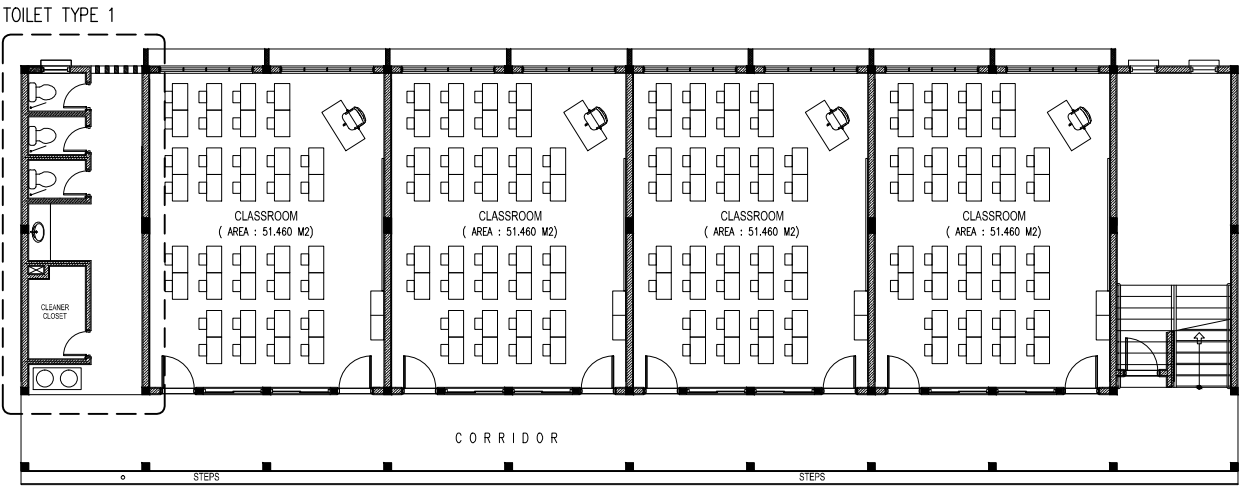 TOILET TYPE 1
CLASSROOM
( AREA : 51.460 M2)
CLASSROOM
( AREA : 51.460 M2)
CLASSROOM
( AREA : 51.460 M2)
CLASSROOM
( AREA : 51.460 M2)
CLEANER
CLOSET
CORRIDOR
STEPS
STEPS